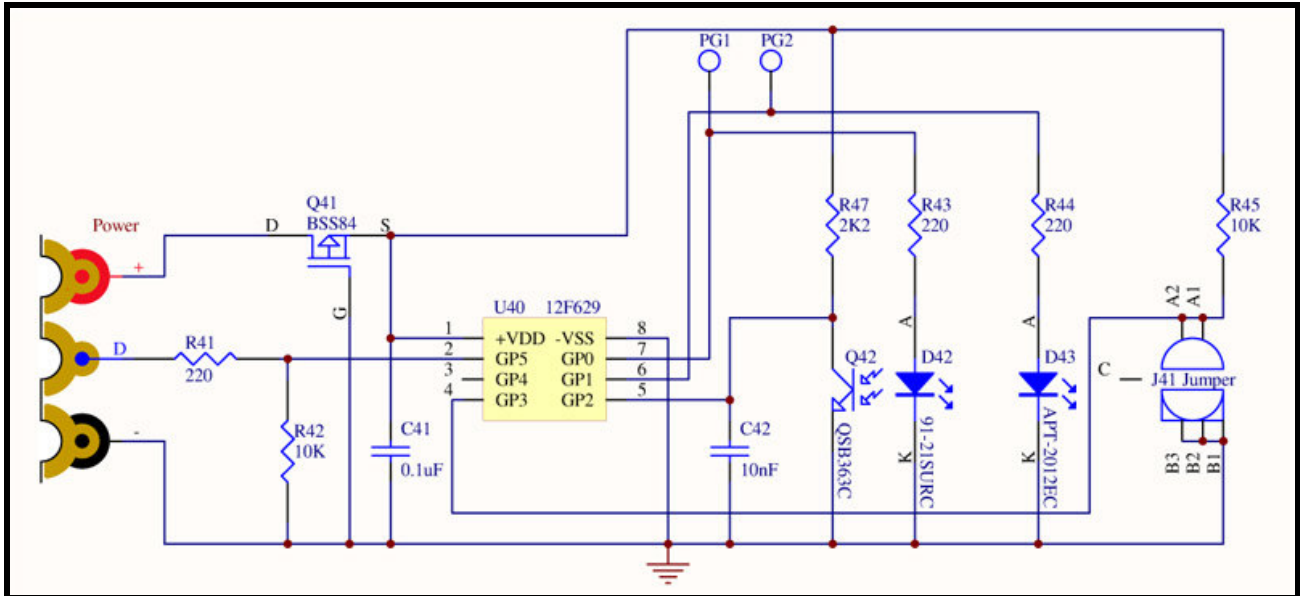 PG1
PG2
Power
Q41
BSS84
D
S
G
+
D
-
R41
220
R42
10K
C41
0.1uF
U40
12F629
1
2
3
4
+VDD
GP5
GP4
GP3
-VSS
GP0
GP1
GP2
8
7
6
5
C42
10nF
R47
2K2
R43
220
R44
220
R45
10K
Q42
QSB363C
A
D42
K
91-21SURC
A
D43
K
APT-2012EC
A2
A1
C
J41 Jumper
B3
B2
B1